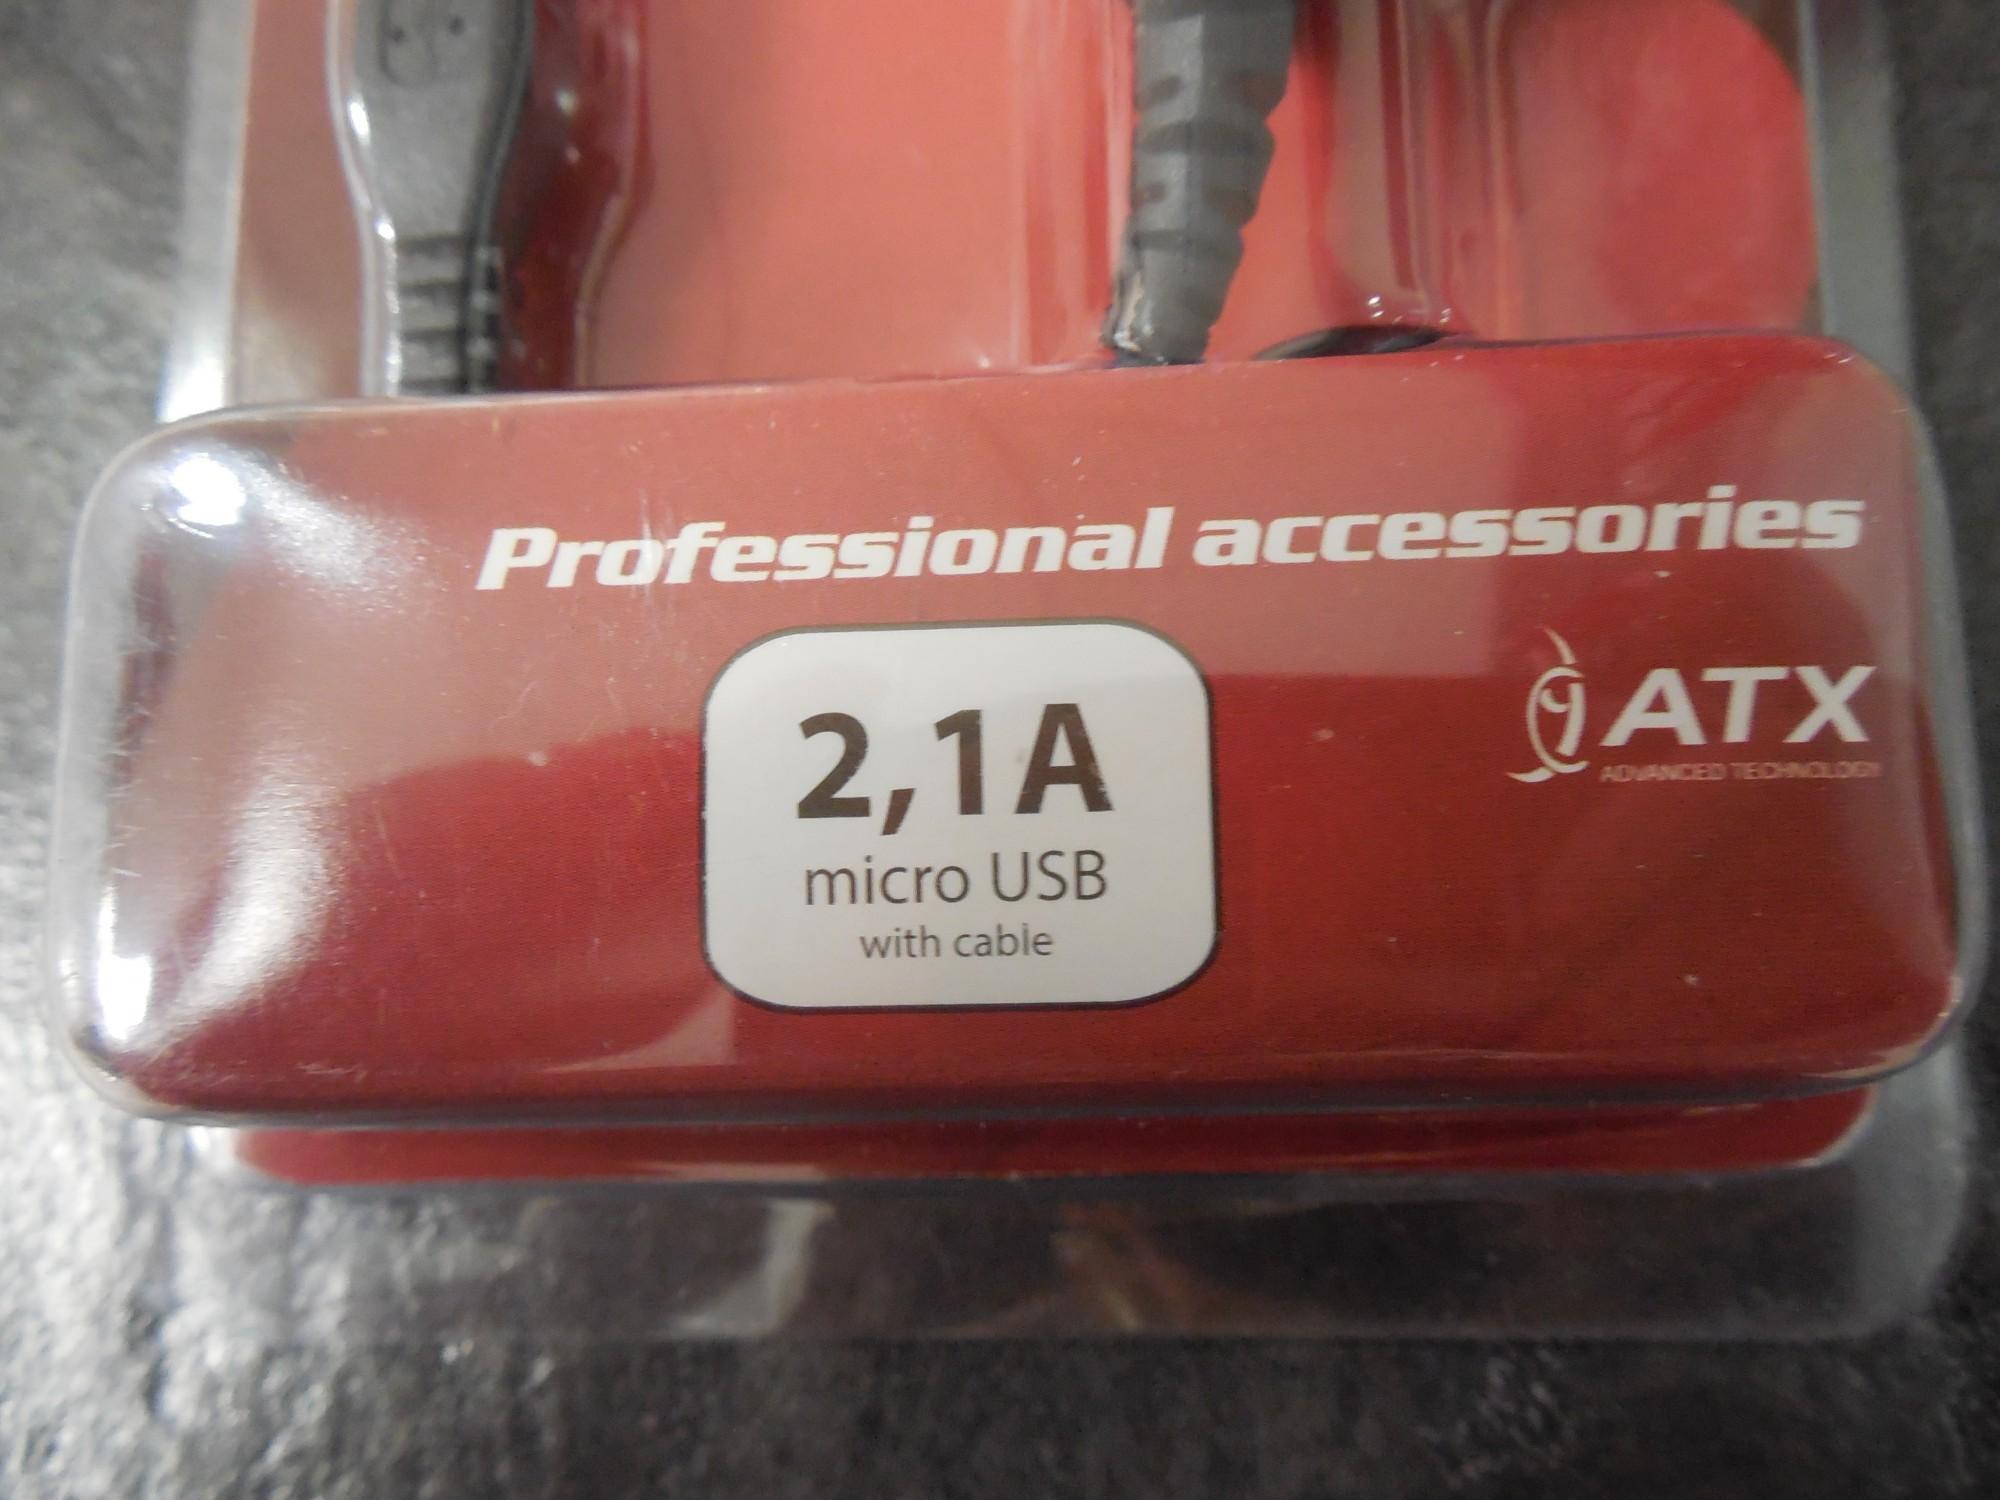 Professional accessories
ATX
ADVANCED TECHNOLOGY
2,1A
micro USB
with cable